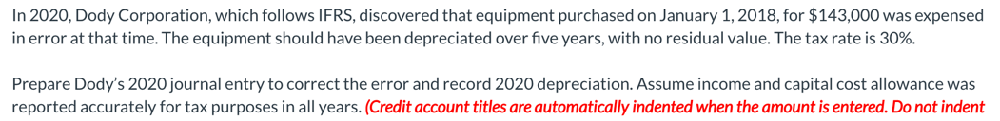 In 2020, Dody Corporation, which follows IFRS, discovered that equipment purchased on January 1, 2018, for $143,000 was expensed
in error at that time. The equipment should have been depreciated over five years, with no residual value. The tax rate is 30%.
Prepare Dody’s 2020 journal entry to correct the error and record 2020 depreciation. Assume income and capital cost allowance was
reported accurately for tax purposes in all years. (Credit account titles are automatically indented when the amount is entered. Do not indent